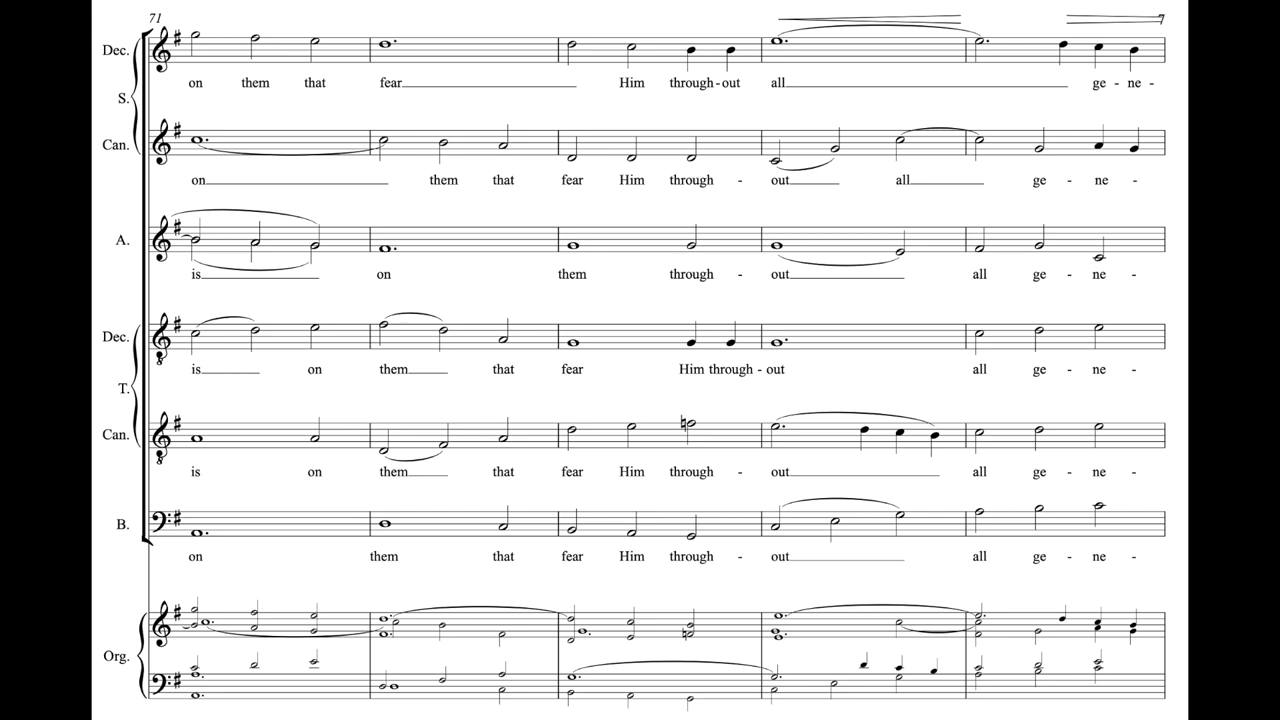 71
7
Dec.
on them that fear Him through - out all ge - ne -
S.
Can.
on them that fear Him through - out all ge - ne -
A.
is on them through - out all ge - ne -
Dec.
is on them that fear Him through - out all ge - ne -
T.
Can.
is on them that fear Him through - out all ge - ne -
B.
on them that fear Him through - out all ge - ne -
Org.